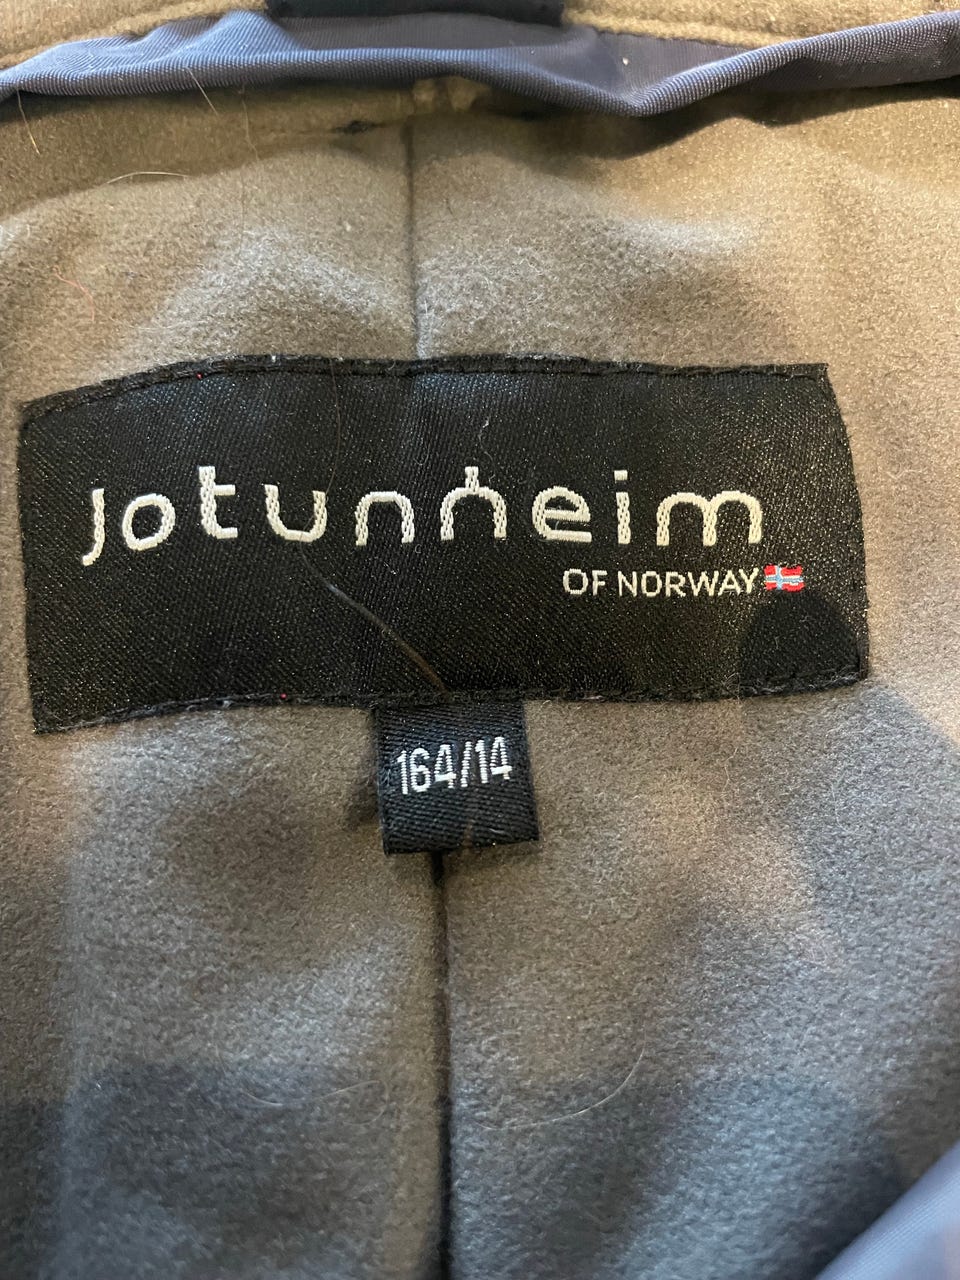 Jotunheim
OF NORWAY
164/14